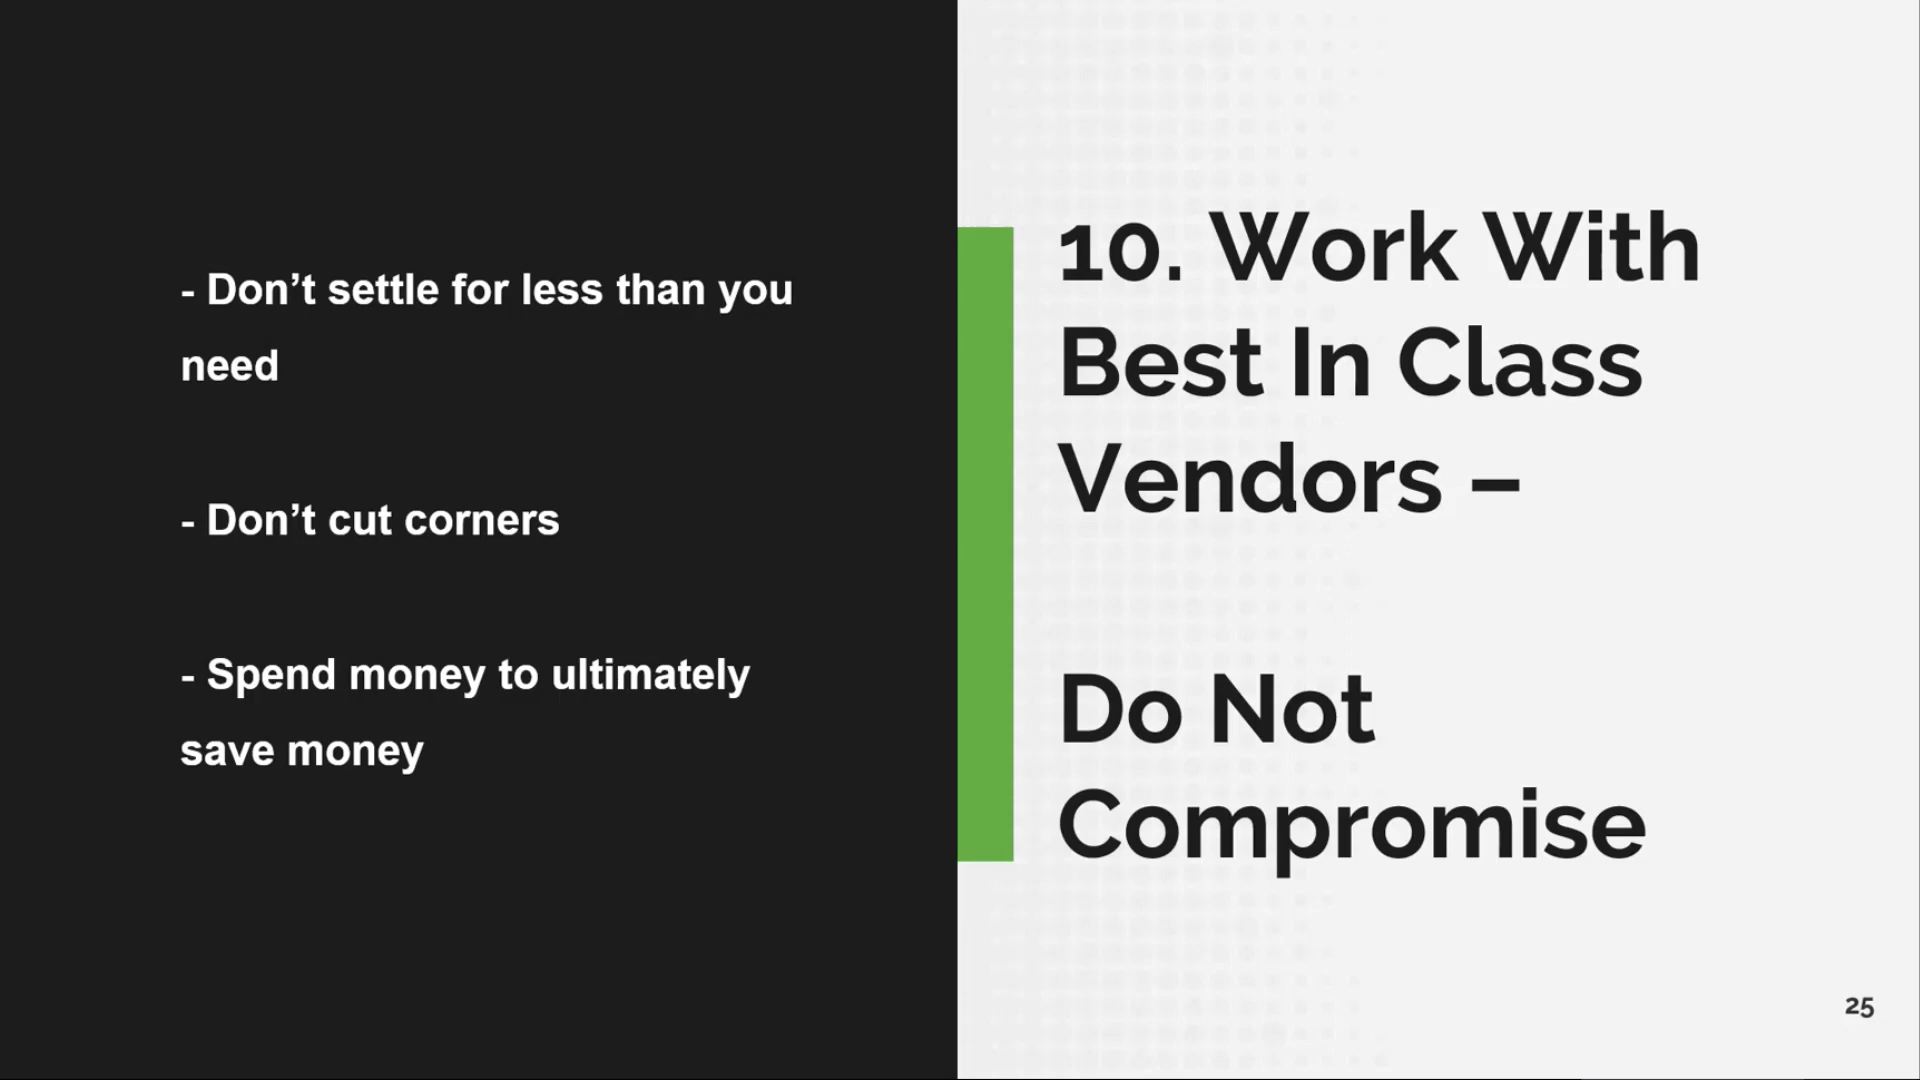 - Don’t settle for less than you
need
- Don’t cut corners
- Spend money to ultimately
save money
10. Work With
Best In Class
Vendors –
Do Not
Compromise
25